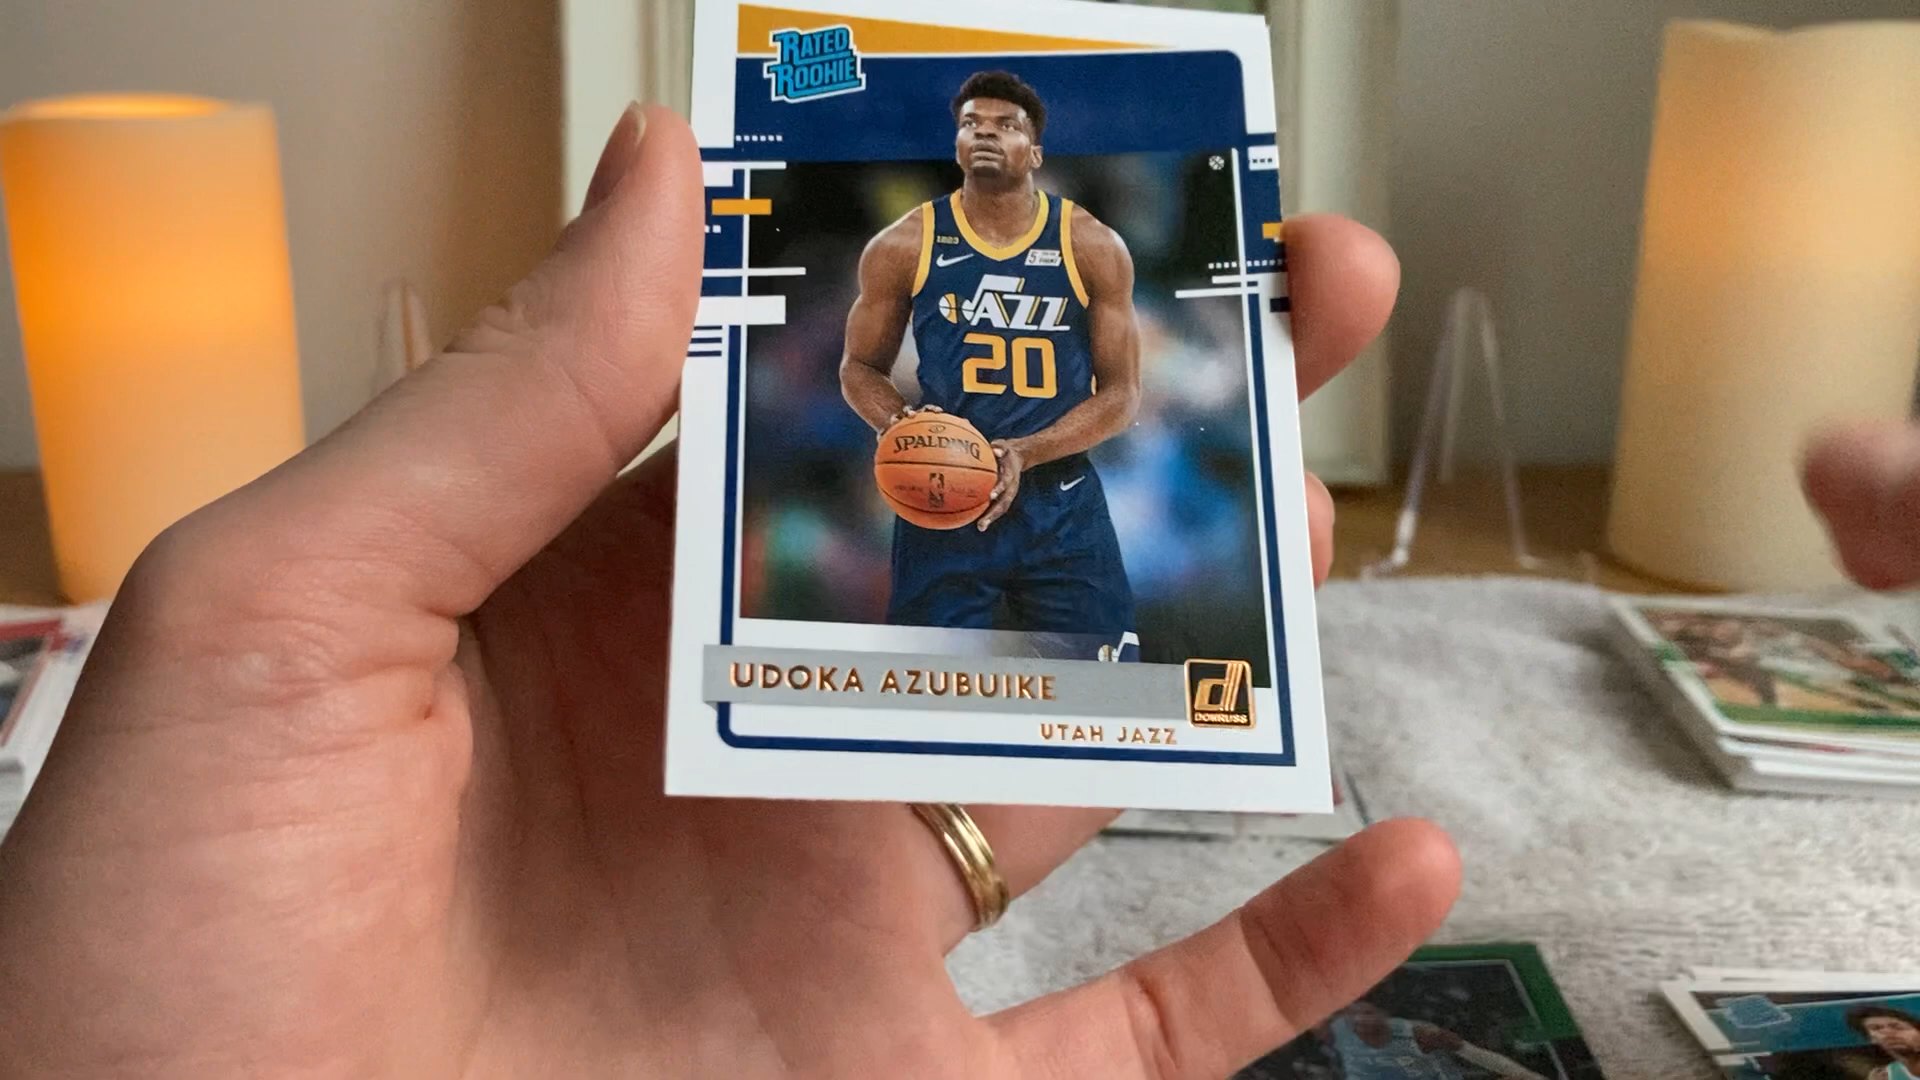 RATED
ROOKIE
JAZZ
20
SPALDING
UDOKA AZUBUIKE
DONRUSS
UTAH JAZZ